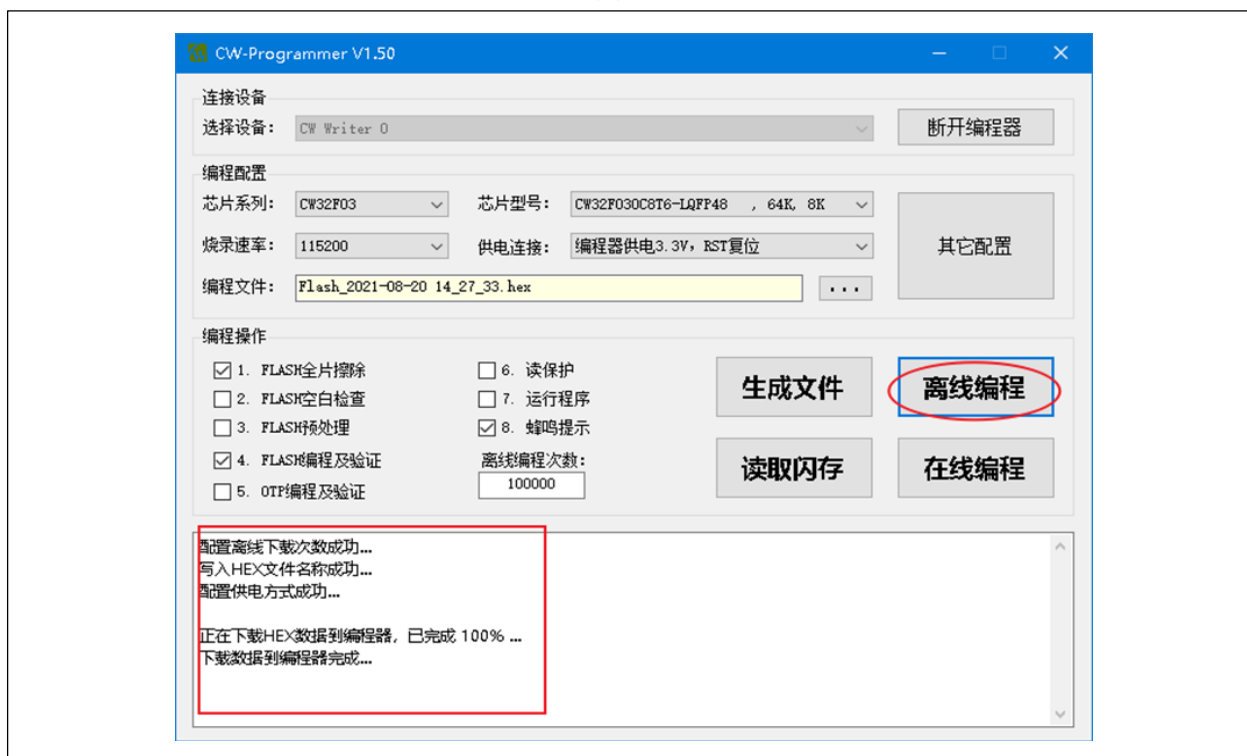 CW-Programmer V1.50
连接设备
选择设备: CW Writer 0 断开编程器
编程配置
芯片系列: CW32F03 芯片型号: CW32F030C8T6-LQFP48 , 64K, 8K
其它配置
烧录速率: 115200 供电连接: 编程器供电3.3V, RST复位
编程文件: Flash_2021-08-20 14_27_33.hex ...
编程操作
1. FLASH全片擦除 6. 读保护
2. FLASH空白检查 7. 运行程序
3. FLASH预处理 8. 蜂鸣提示
生成文件 离线编程
4. FLASH编程及验证 离线编程次数:
5. OTP编程及验证 100000
读取闪存 在线编程
配置离线下载次数成功...
写入HEX文件名称成功...
配置供电方式成功...
正在下载HEX数据到编程器, 已完成 100% ...
下载数据到编程器完成...